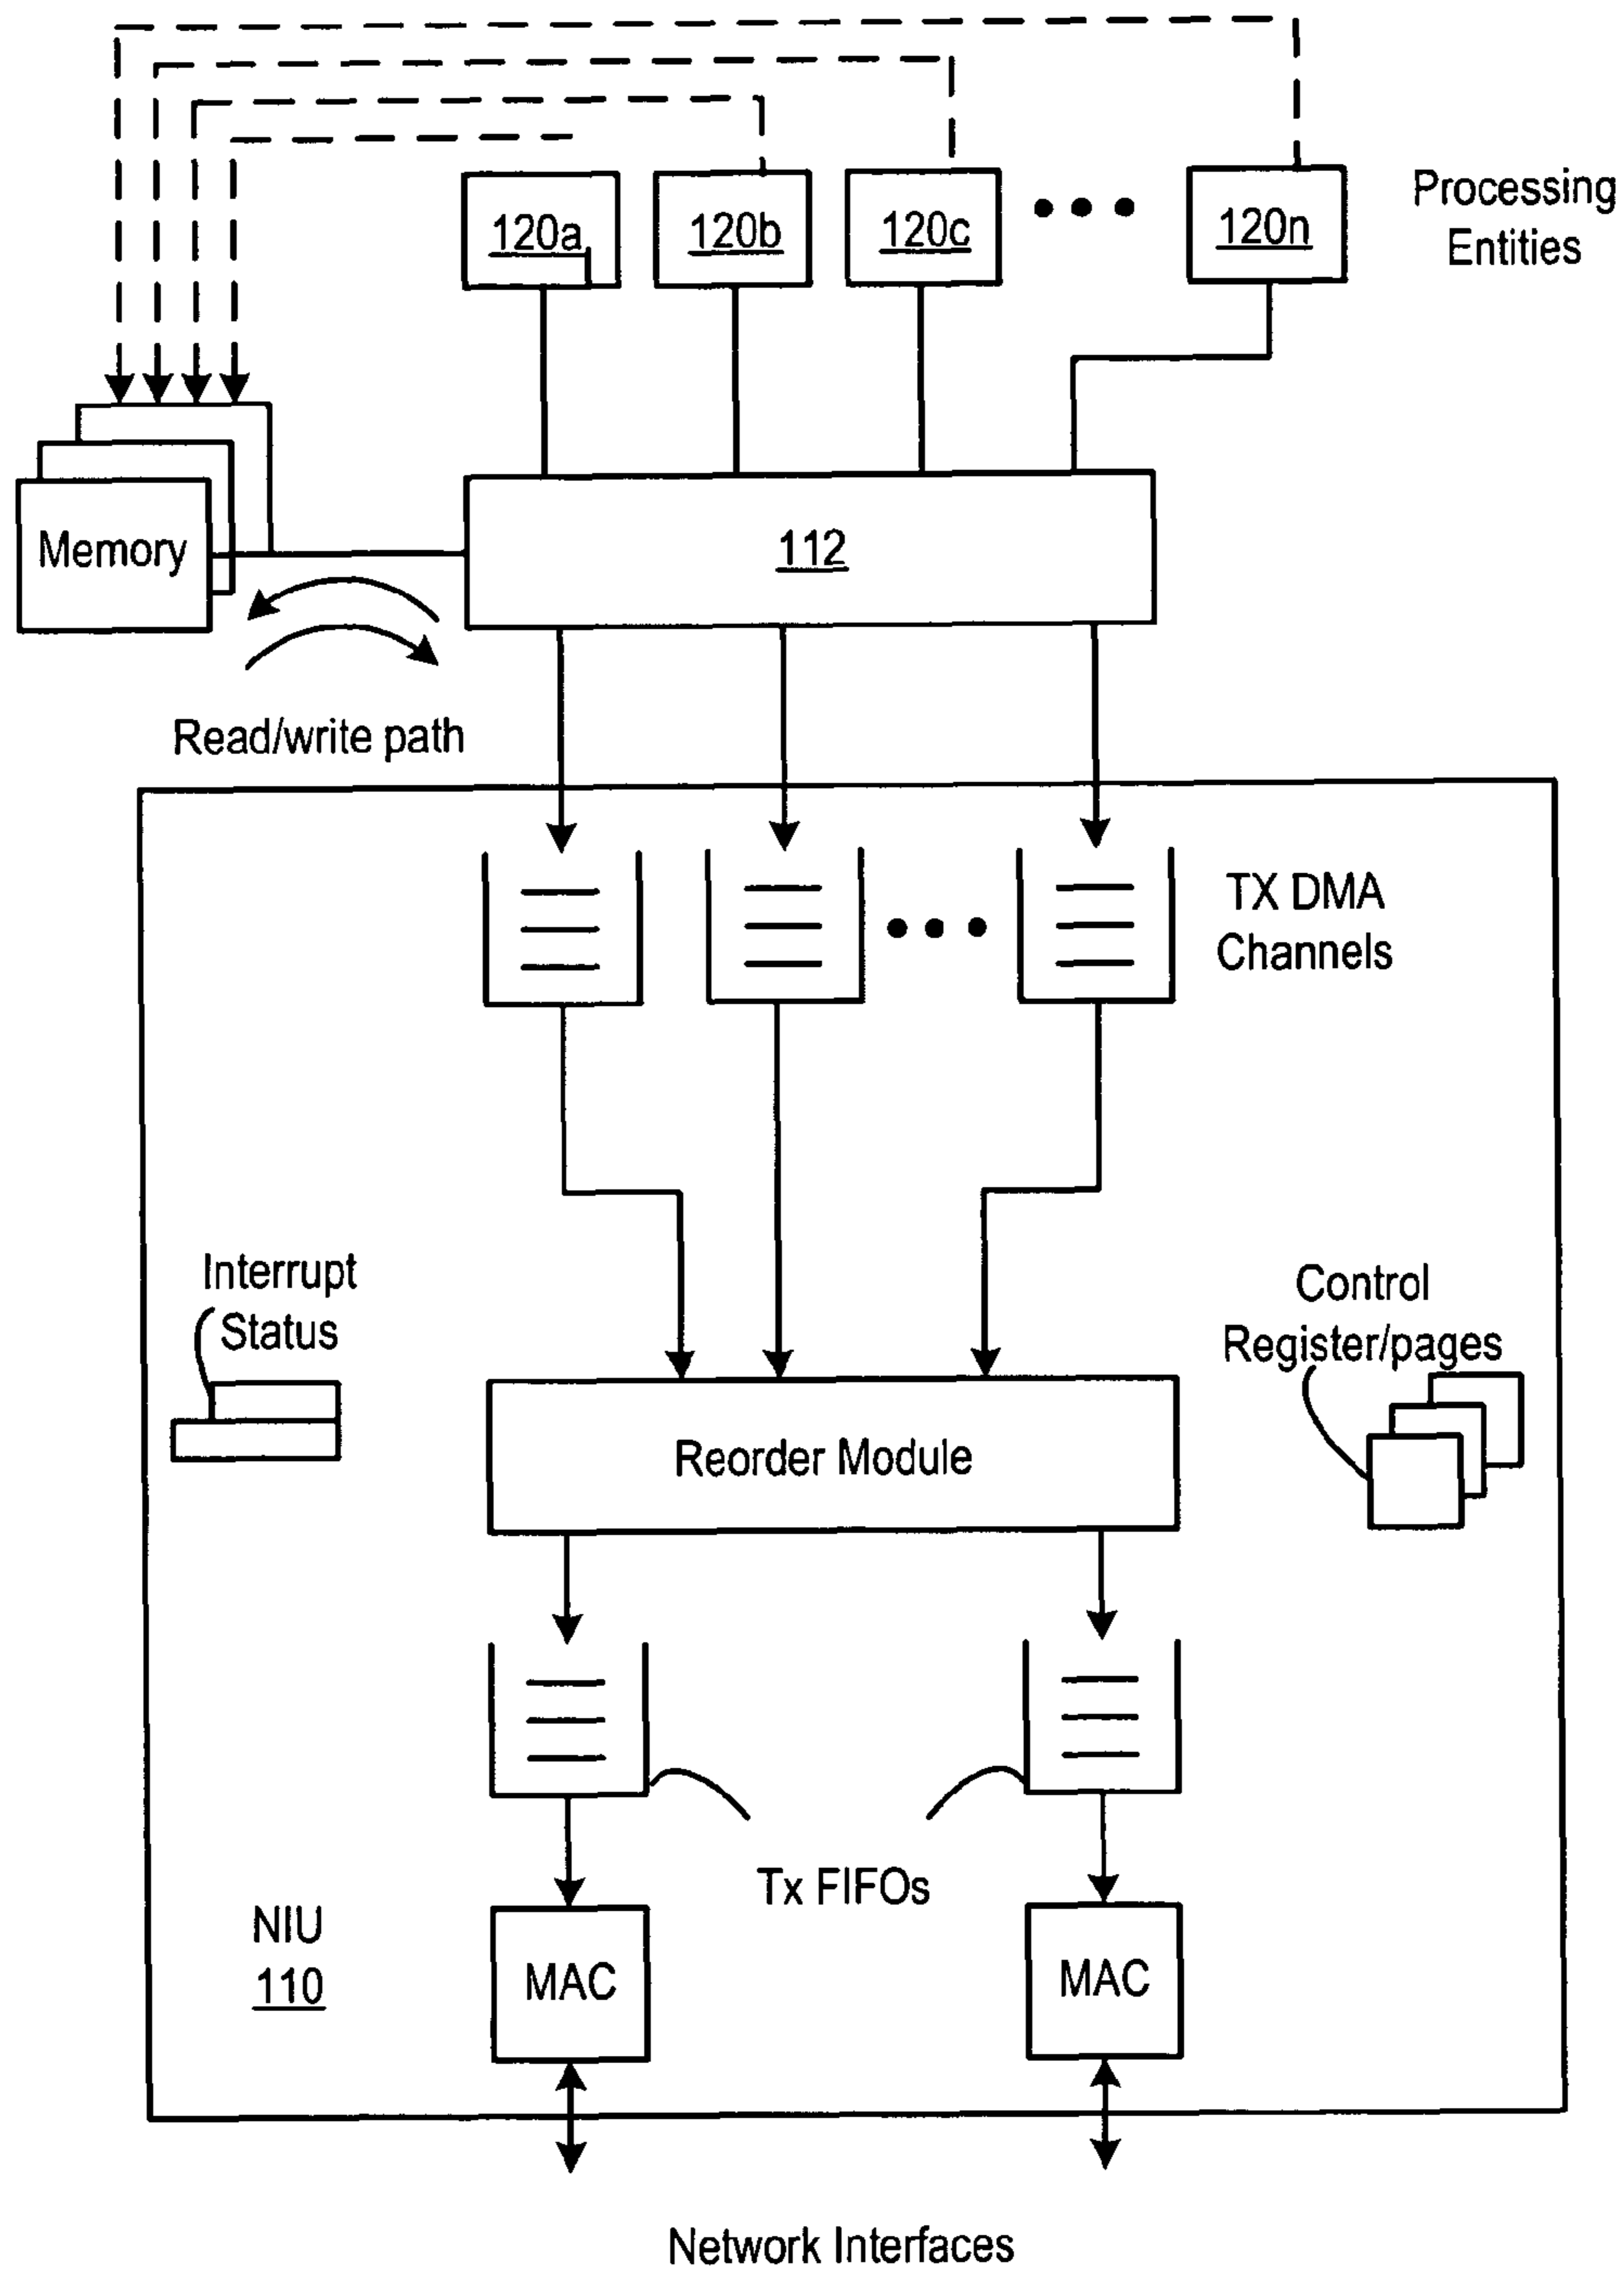 120a
120b
120c
120n
Processing
Entities
Memory
112
Read/write path
TX DMA
Channels
Interrupt
Status
Control
Register/pages
Reorder Module
Tx FIFOs
NIU
110
MAC
MAC
Network Interfaces